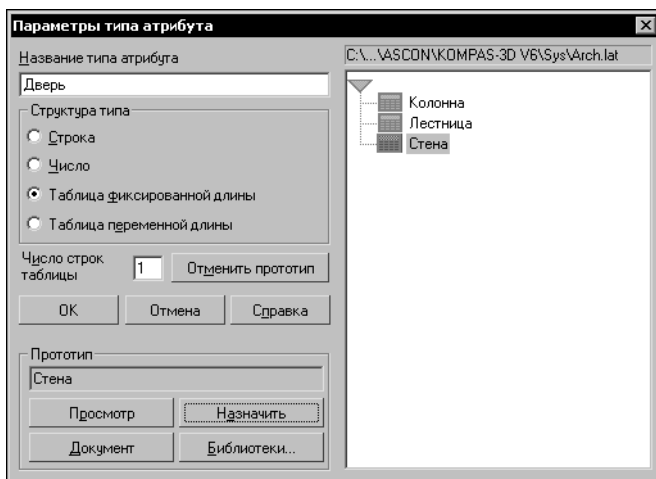 Параметры типа атрибута
Название типа атрибута
Дверь
Структура типа
Строка
Число
Таблица фиксированной длины
Таблица переменной длины
Число строк
таблицы
1
Отменить прототип
ОК
Отмена
Справка
Прототип
Стена
Просмотр
Назначить
Документ
Библиотеки...
C:\...\ASCON\KOMPAS-3D V6\Sys\Arch.lat
Колонна
Лестница
Стена